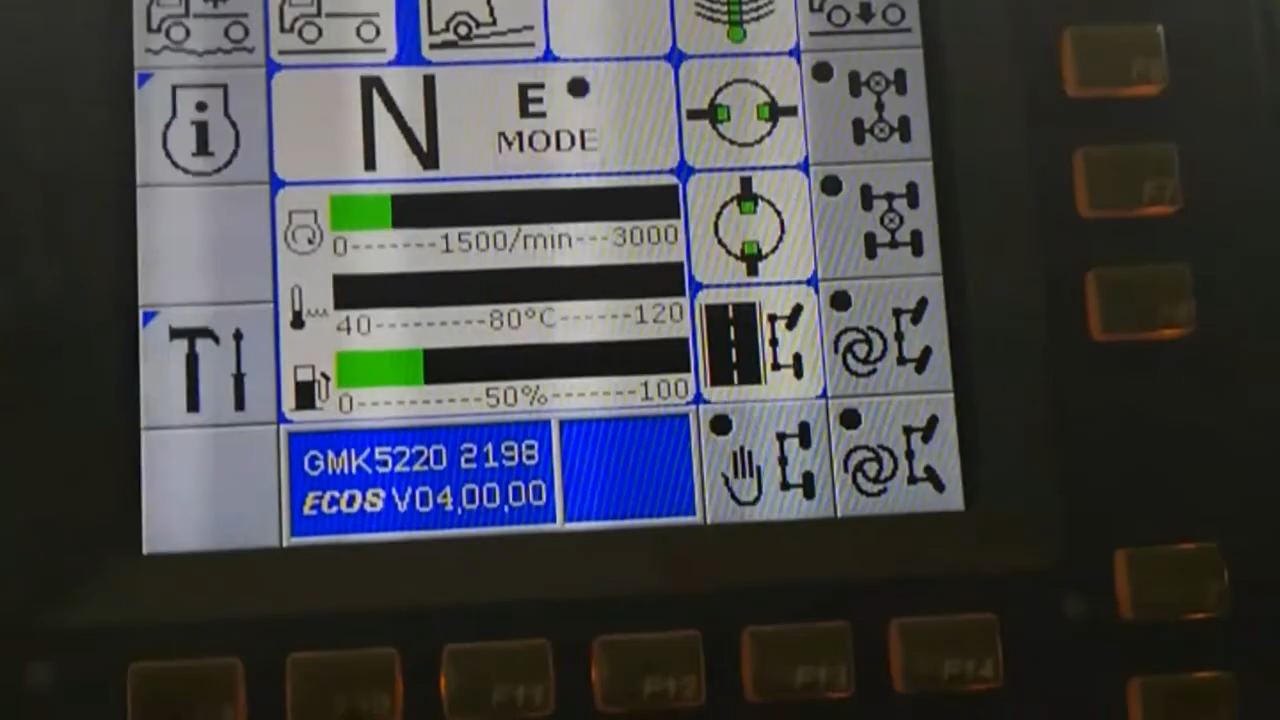 N E
MODE
0-------1500/min---3000
40---------80°C------120
0----------50%-------100
GMK5220 2198
ECOS V04.00.00
F11 F12 F13 F14